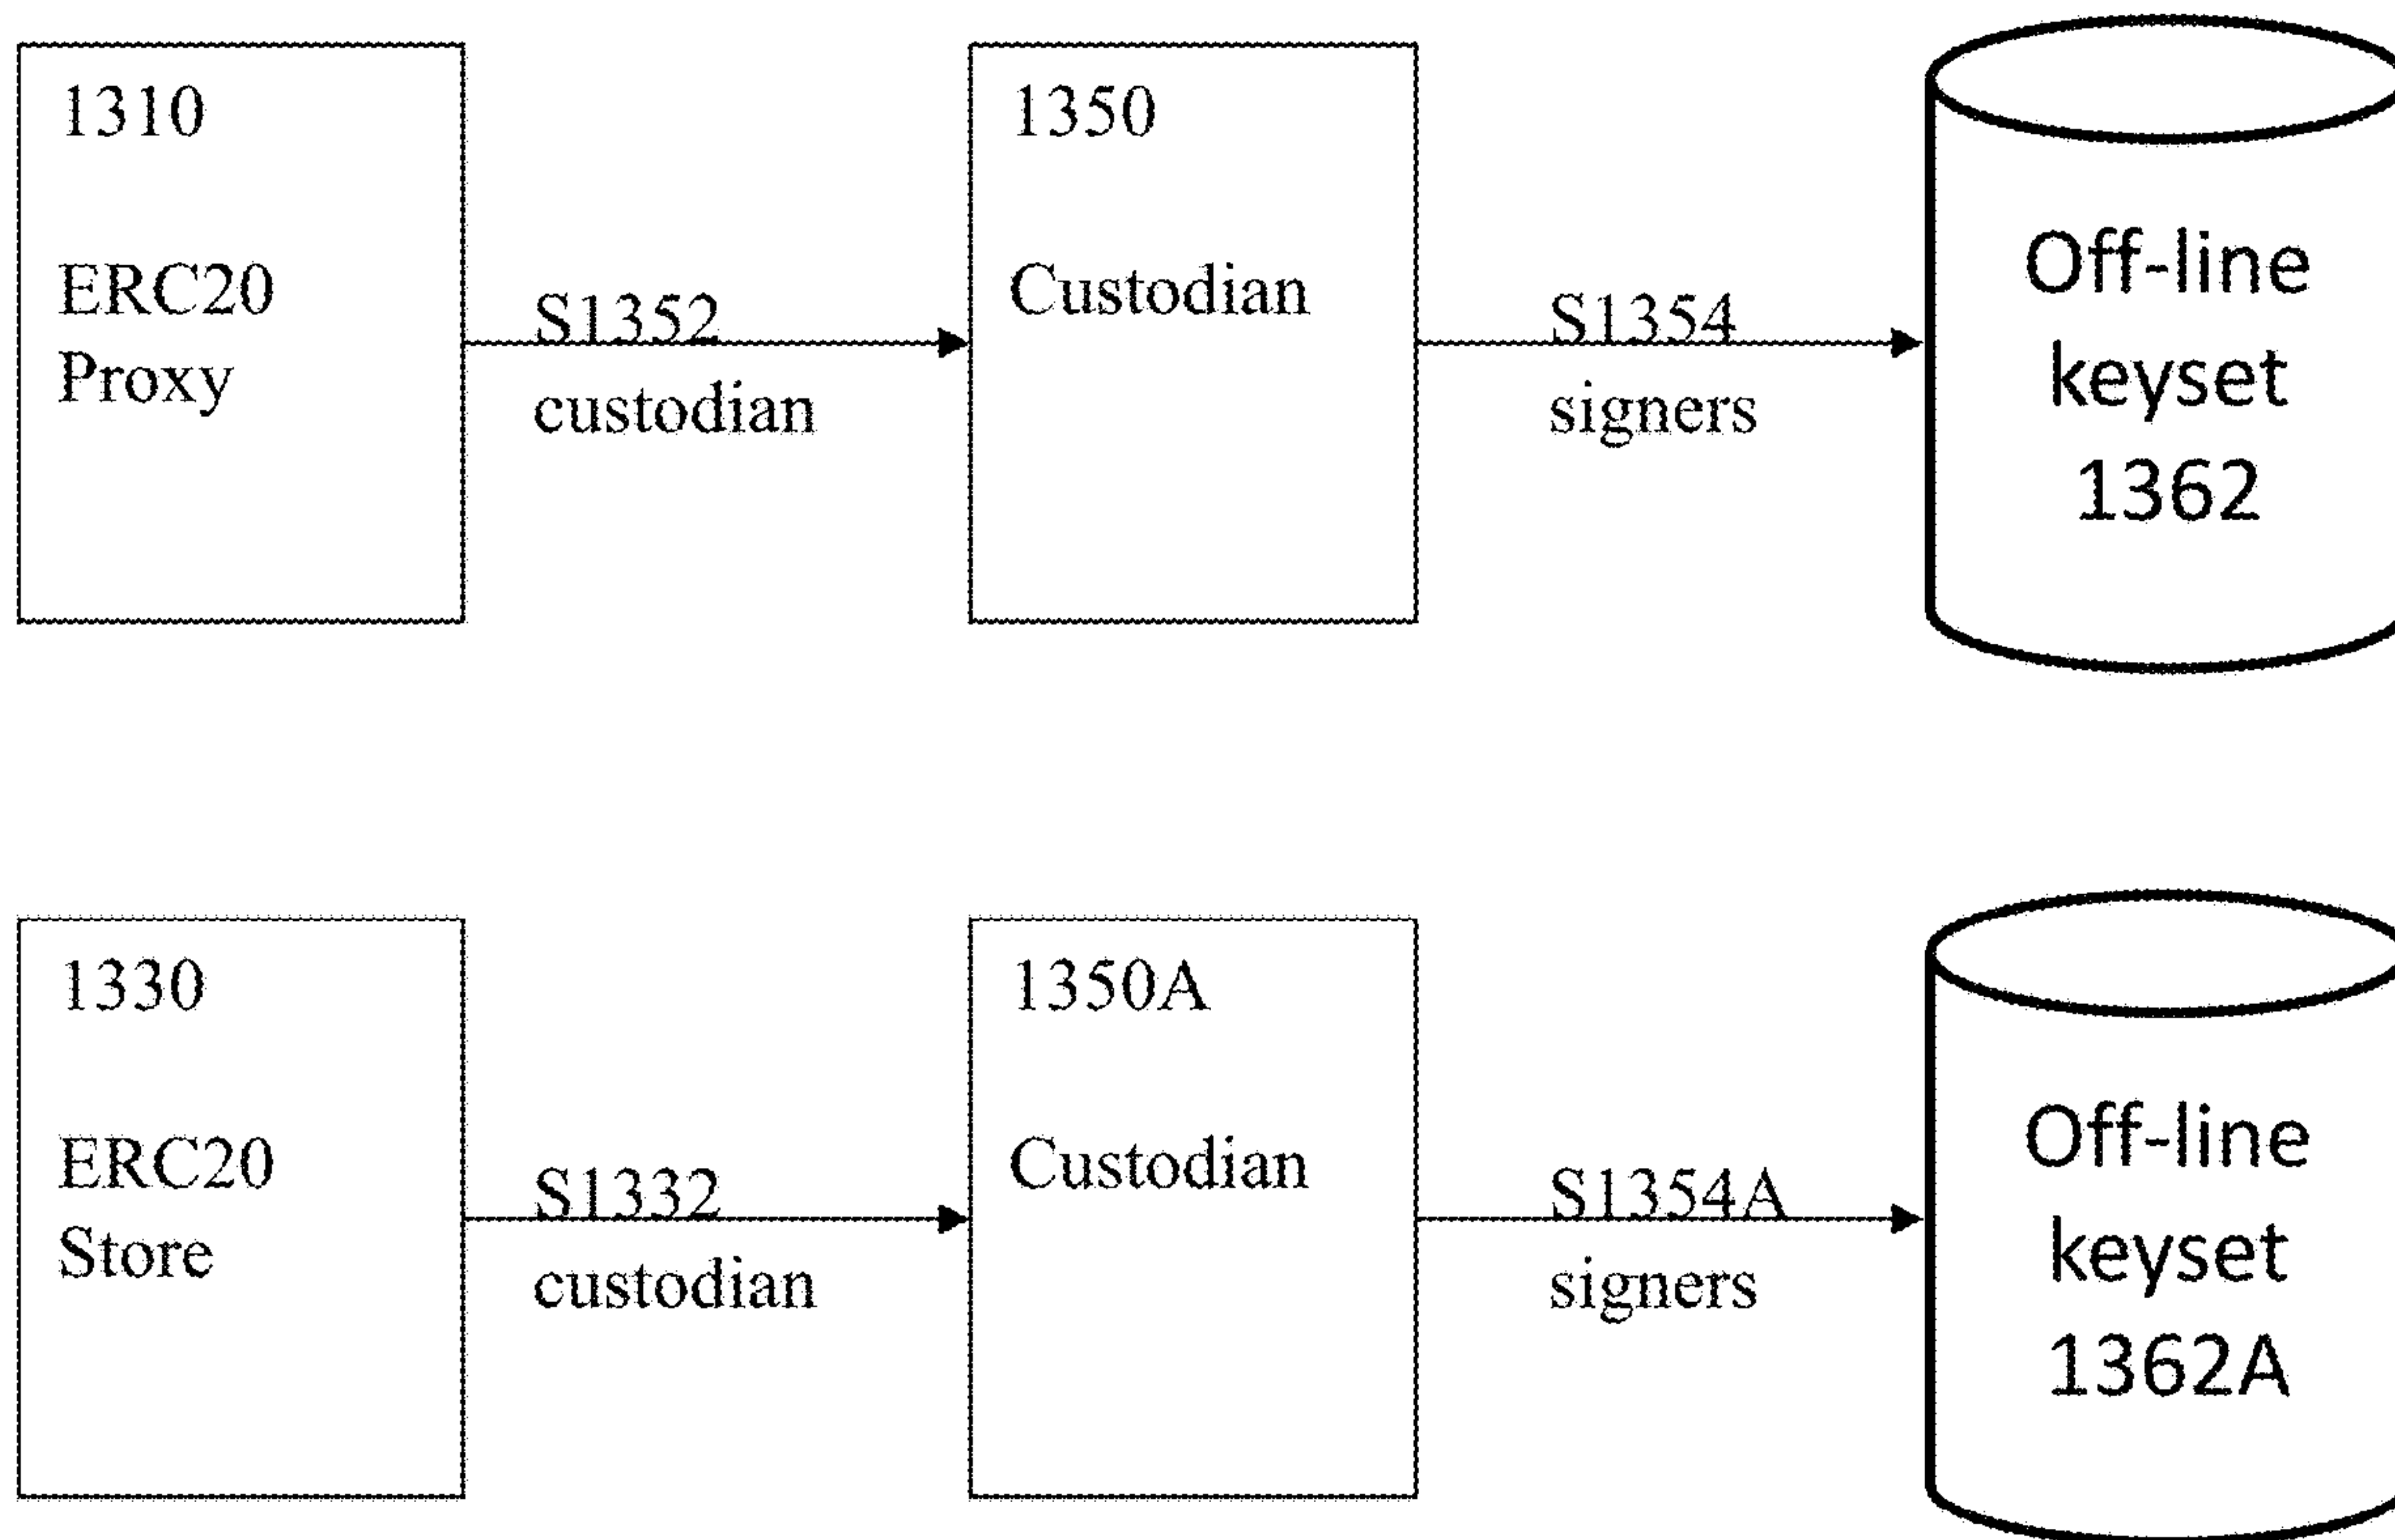 1310
ERC20
Proxy
S1352
custodian
1350
Custodian
S1354
signers
Off-line
keyset
1362
1330
ERC20
Store
S1332
custodian
1350A
Custodian
S1354A
signers
Off-line
keyset
1362A